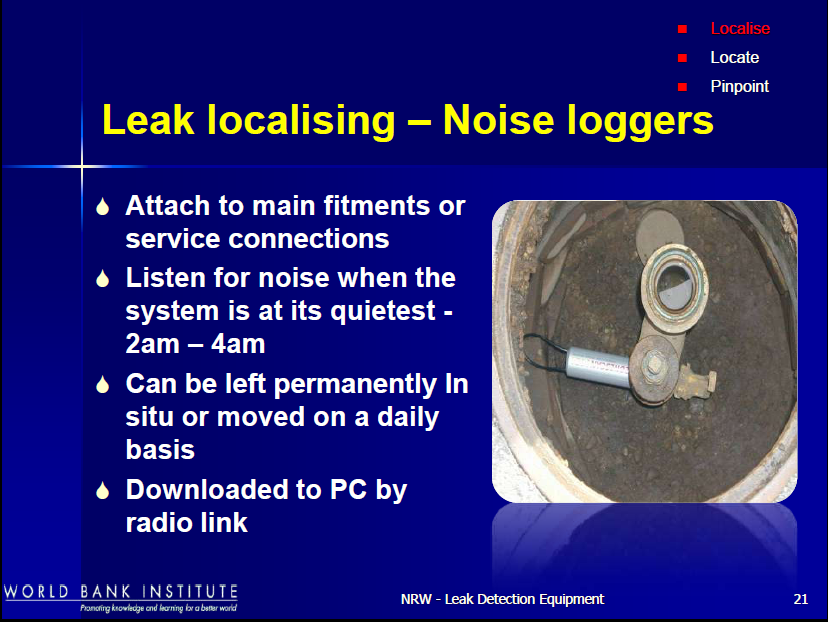 Localise
Locate
Pinpoint
Leak localising – Noise loggers
Attach to main fitments or
service connections
Listen for noise when the
system is at its quietest -
2am – 4am
Can be left permanently In
situ or moved on a daily
basis
Downloaded to PC by
radio link
WORLD BANK INSTITUTE
Promoting knowledge and learning for a better world
NRW - Leak Detection Equipment
21